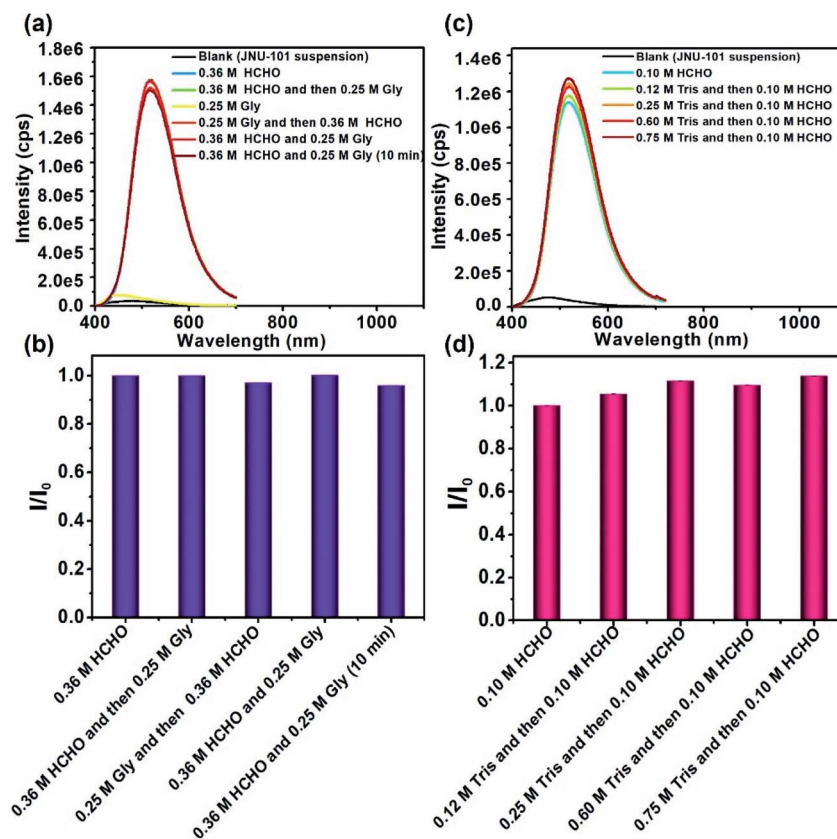 (a)
Intensity (cps)
1.8e6
1.6e6
1.4e6
1.2e6
1.0e6
8.0e5
6.0e5
4.0e5
2.0e5
0.0
Blank (JNU-101 suspension)
0.36 M HCHO
0.36 M HCHO and then 0.25 M Gly
0.25 M Gly
0.25 M Gly and then 0.36 M HCHO
0.36 M HCHO and 0.25 M Gly
0.36 M HCHO and 0.25 M Gly (10 min)
400 600 800 1000
Wavelength (nm)
(c)
Intensity (cps)
1.4e6
1.2e6
1.0e6
8.0e5
6.0e5
4.0e5
2.0e5
0.0
Blank (JNU-101 suspension)
0.10 M HCHO
0.12 M Tris and then 0.10 M HCHO
0.25 M Tris and then 0.10 M HCHO
0.60 M Tris and then 0.10 M HCHO
0.75 M Tris and then 0.10 M HCHO
400 600 800 1000
Wavelength (nm)
(b)
I/I0
1.0
0.8
0.6
0.4
0.2
0.0
0.36 M HCHO
0.36 M HCHO and then 0.25 M Gly
0.25 M Gly and then 0.36 M HCHO
0.36 M HCHO and 0.25 M Gly
0.36 M HCHO and 0.25 M Gly (10 min)
(d)
I/I0
1.2
1.0
0.8
0.6
0.4
0.2
0.0
0.10 M HCHO
0.12 M Tris and then 0.10 M HCHO
0.25 M Tris and then 0.10 M HCHO
0.60 M Tris and then 0.10 M HCHO
0.75 M Tris and then 0.10 M HCHO